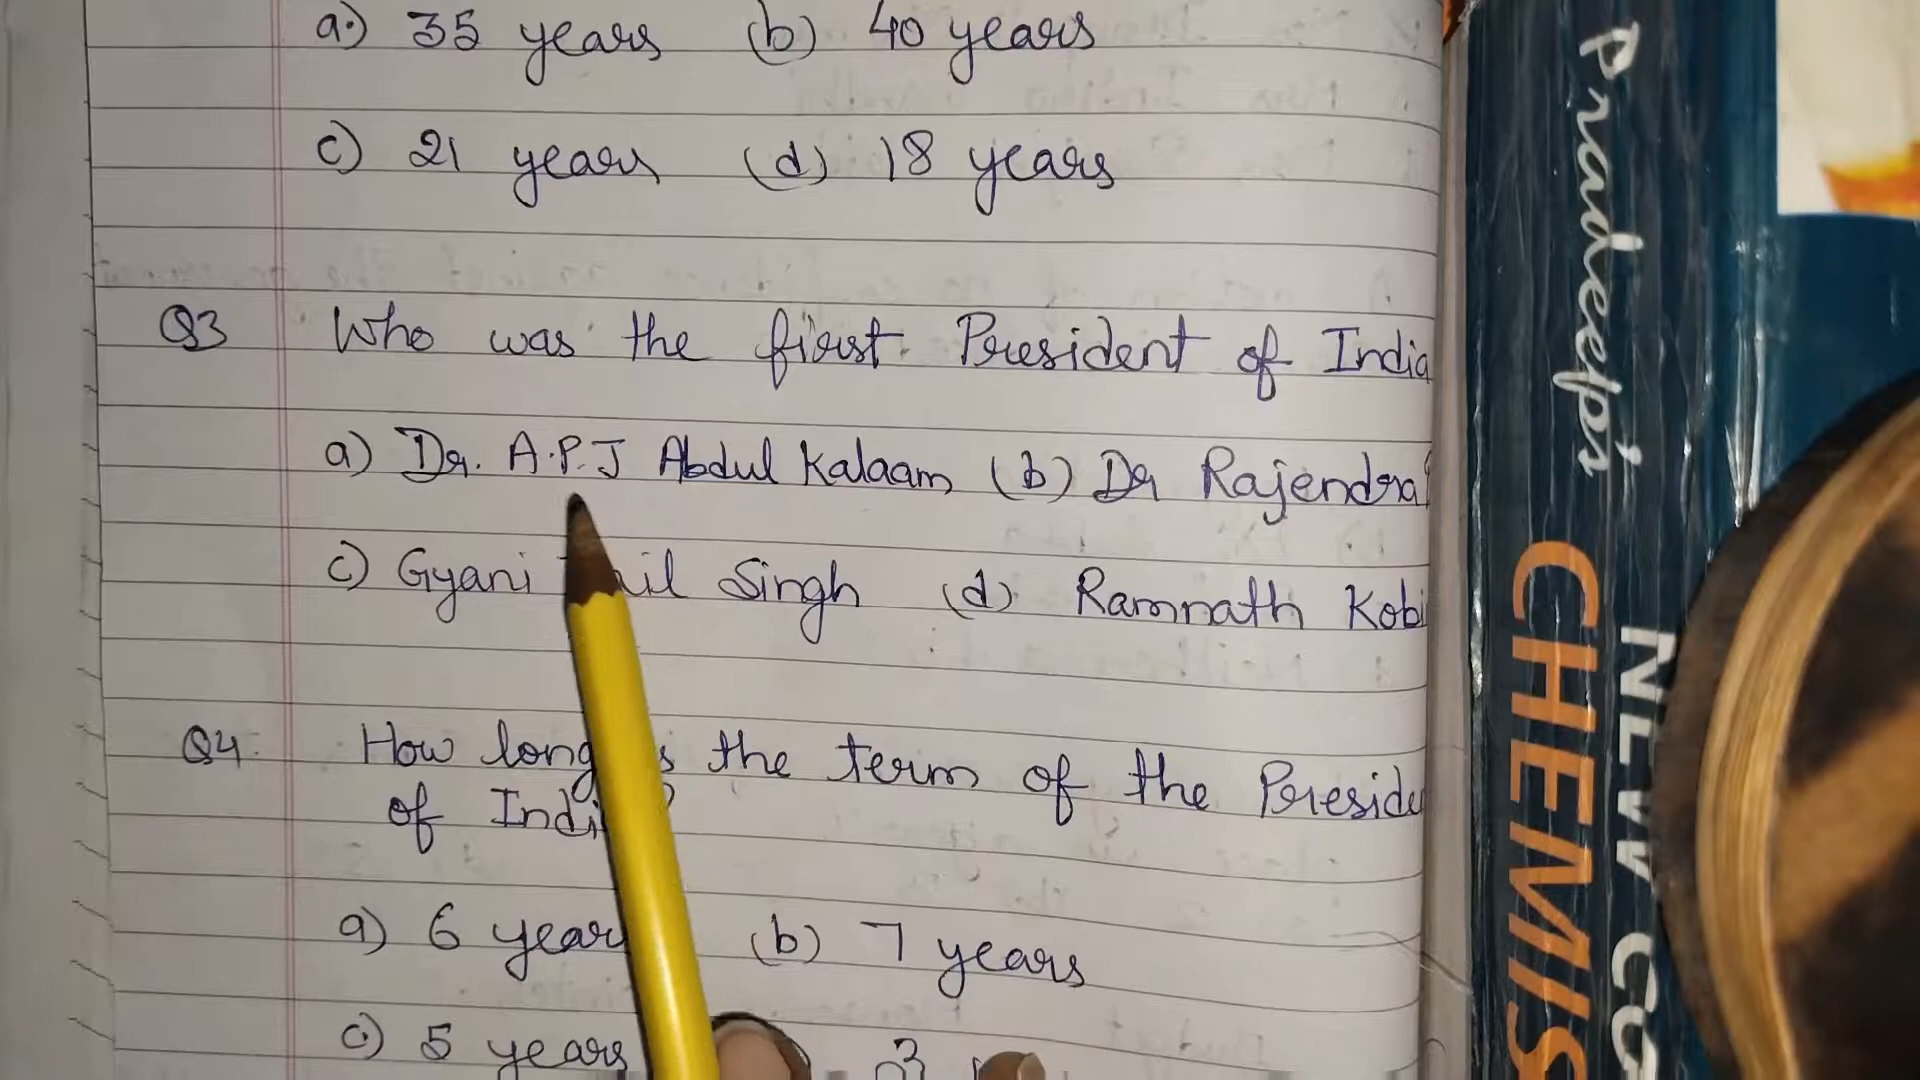 a.) 35 years (b) 40 years
c) 21 years (d) 18 years
Q3 Who was the first President of India
a) Dr. A.P.J Abdul Kalaam (b) Dr Rajendra
c) Gyani Singh (d) Ramnath Kobi
Q4. How long the term of the Preside
of Indi
a) 6 year (b) 7 years
c) 5 years 3
Pradeep's
NEW CO
CHEMIS